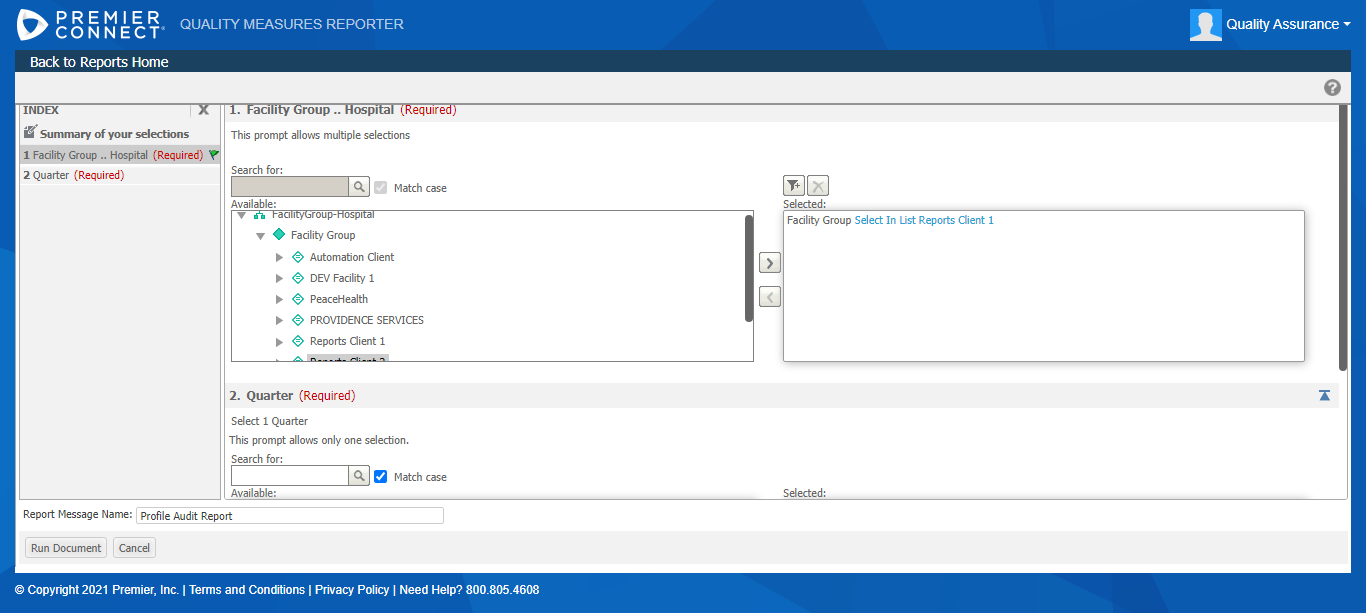 PREMIER
CONNECT
QUALITY MEASURES REPORTER
Quality Assurance
Back to Reports Home
?
INDEX
X
Summary of your selections
1 Facility Group .. Hospital (Required)
2 Quarter (Required)
1. Facility Group .. Hospital (Required)
This prompt allows multiple selections
Search for:
Match case
Available:
Selected:
FacilityGroup-Hospital
Facility Group
Automation Client
DEV Facility 1
PeaceHealth
PROVIDENCE SERVICES
Reports Client 1
Reports Client 2
Facility Group Select In List Reports Client 1
2. Quarter (Required)
Select 1 Quarter
This prompt allows only one selection.
Search for:
Match case
Available:
Selected:
Report Message Name: Profile Audit Report
Run Document Cancel
© Copyright 2021 Premier, Inc. | Terms and Conditions | Privacy Policy | Need Help? 800.805.4608